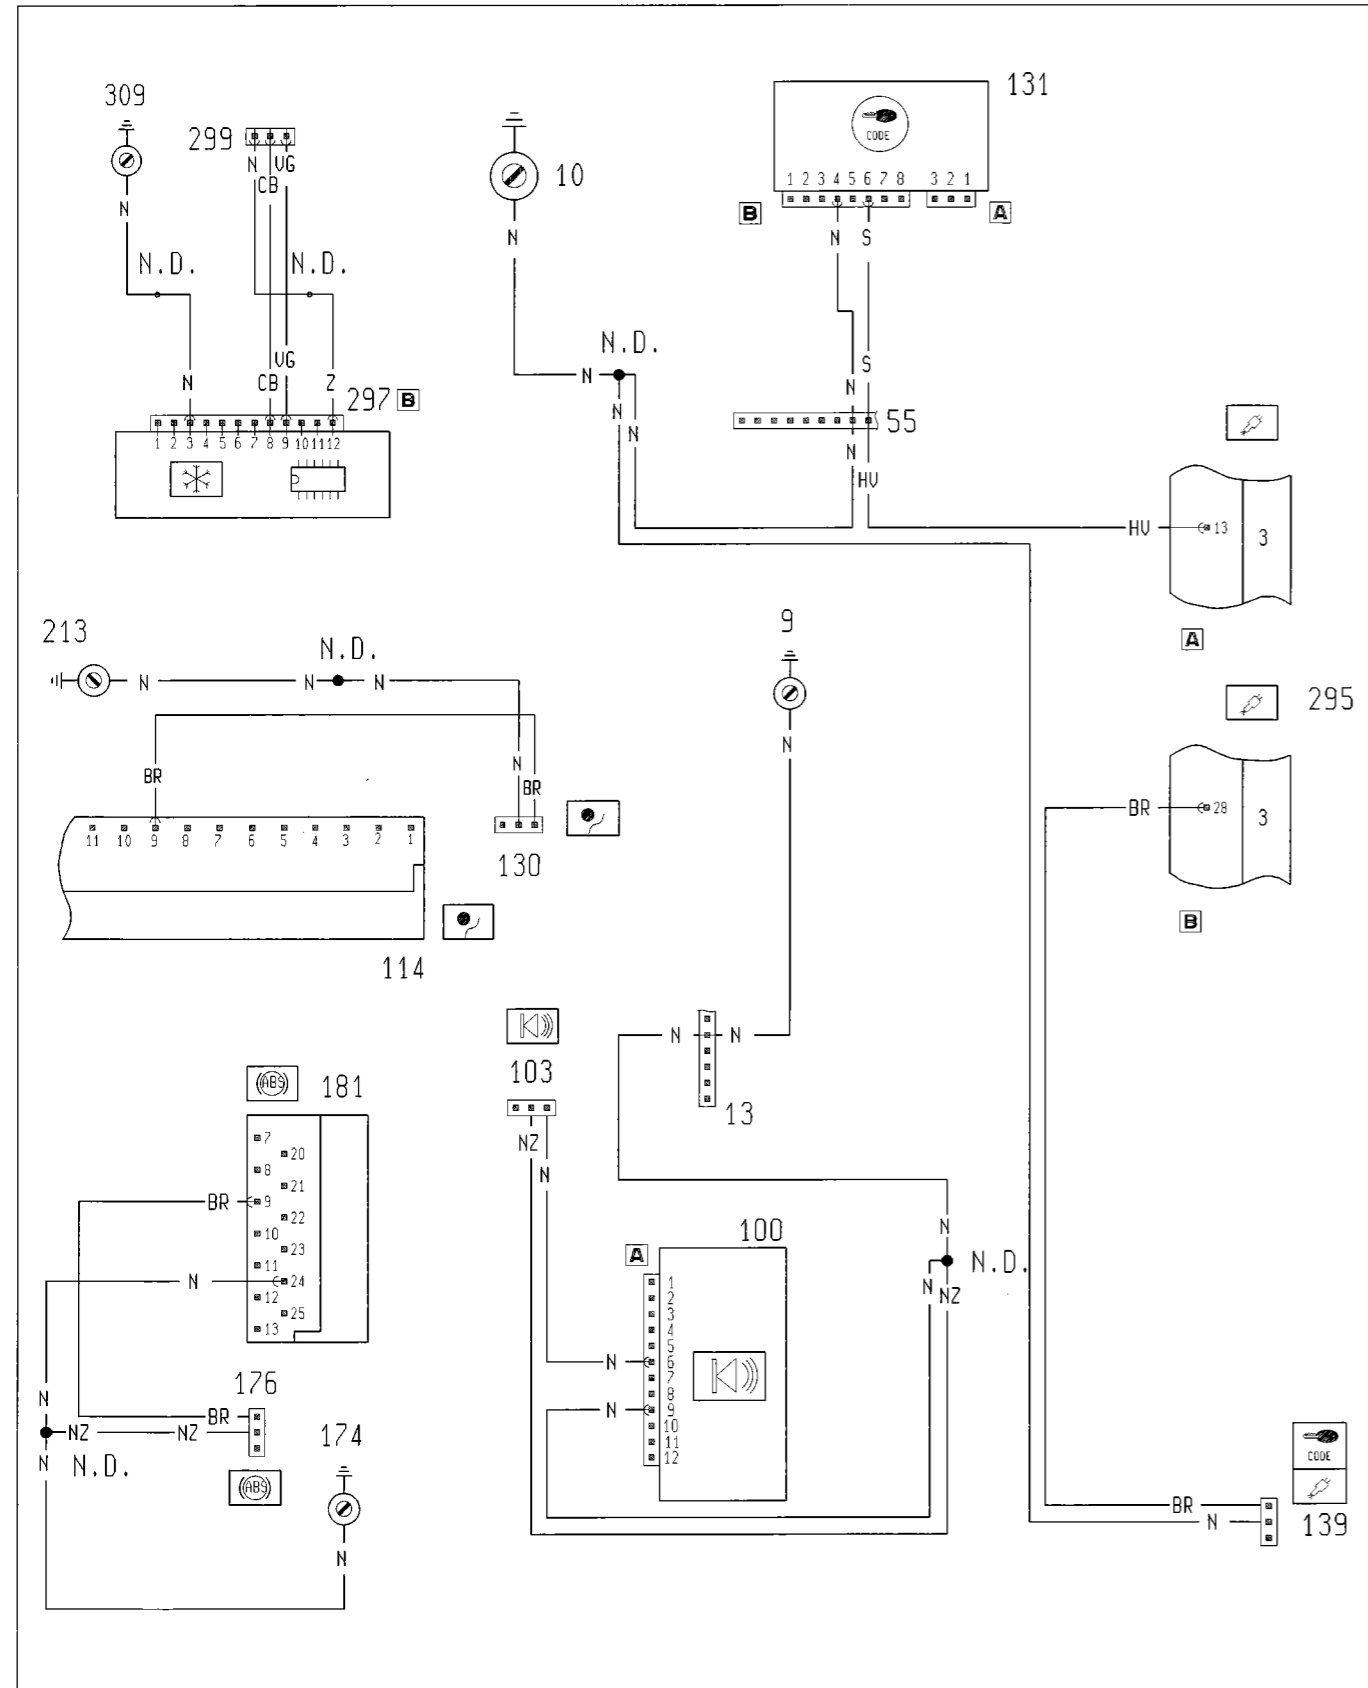 309
299
N VG
CB
N
N.D.
N.D.
VG
N CB Z
297 B
1 2 3 4 5 6 7 8 9 10 11 12
10
N
N.D.
N
N
N
131
CODE
1 2 3 4 5 6 7 8 3 2 1
B
A
N S
S
N
55
N
HV
HV
13
3
A
295
BR
28
3
B
213
N.D.
N
N
N
BR
N
BR
11 10 9 8 7 6 5 4 3 2 1
130
114
9
N
N
N
13
103
NZ
N
100
A
1
2
3
4
5
6
7
8
9
10
11
12
N
N
N
N.D.
N
NZ
(ABS)
181
7
20
8
21
BR
9
22
10
23
11
N
24
12
25
13
176
N
BR
NZ
NZ
N
N.D.
(ABS)
174
N
CODE
BR
N
139